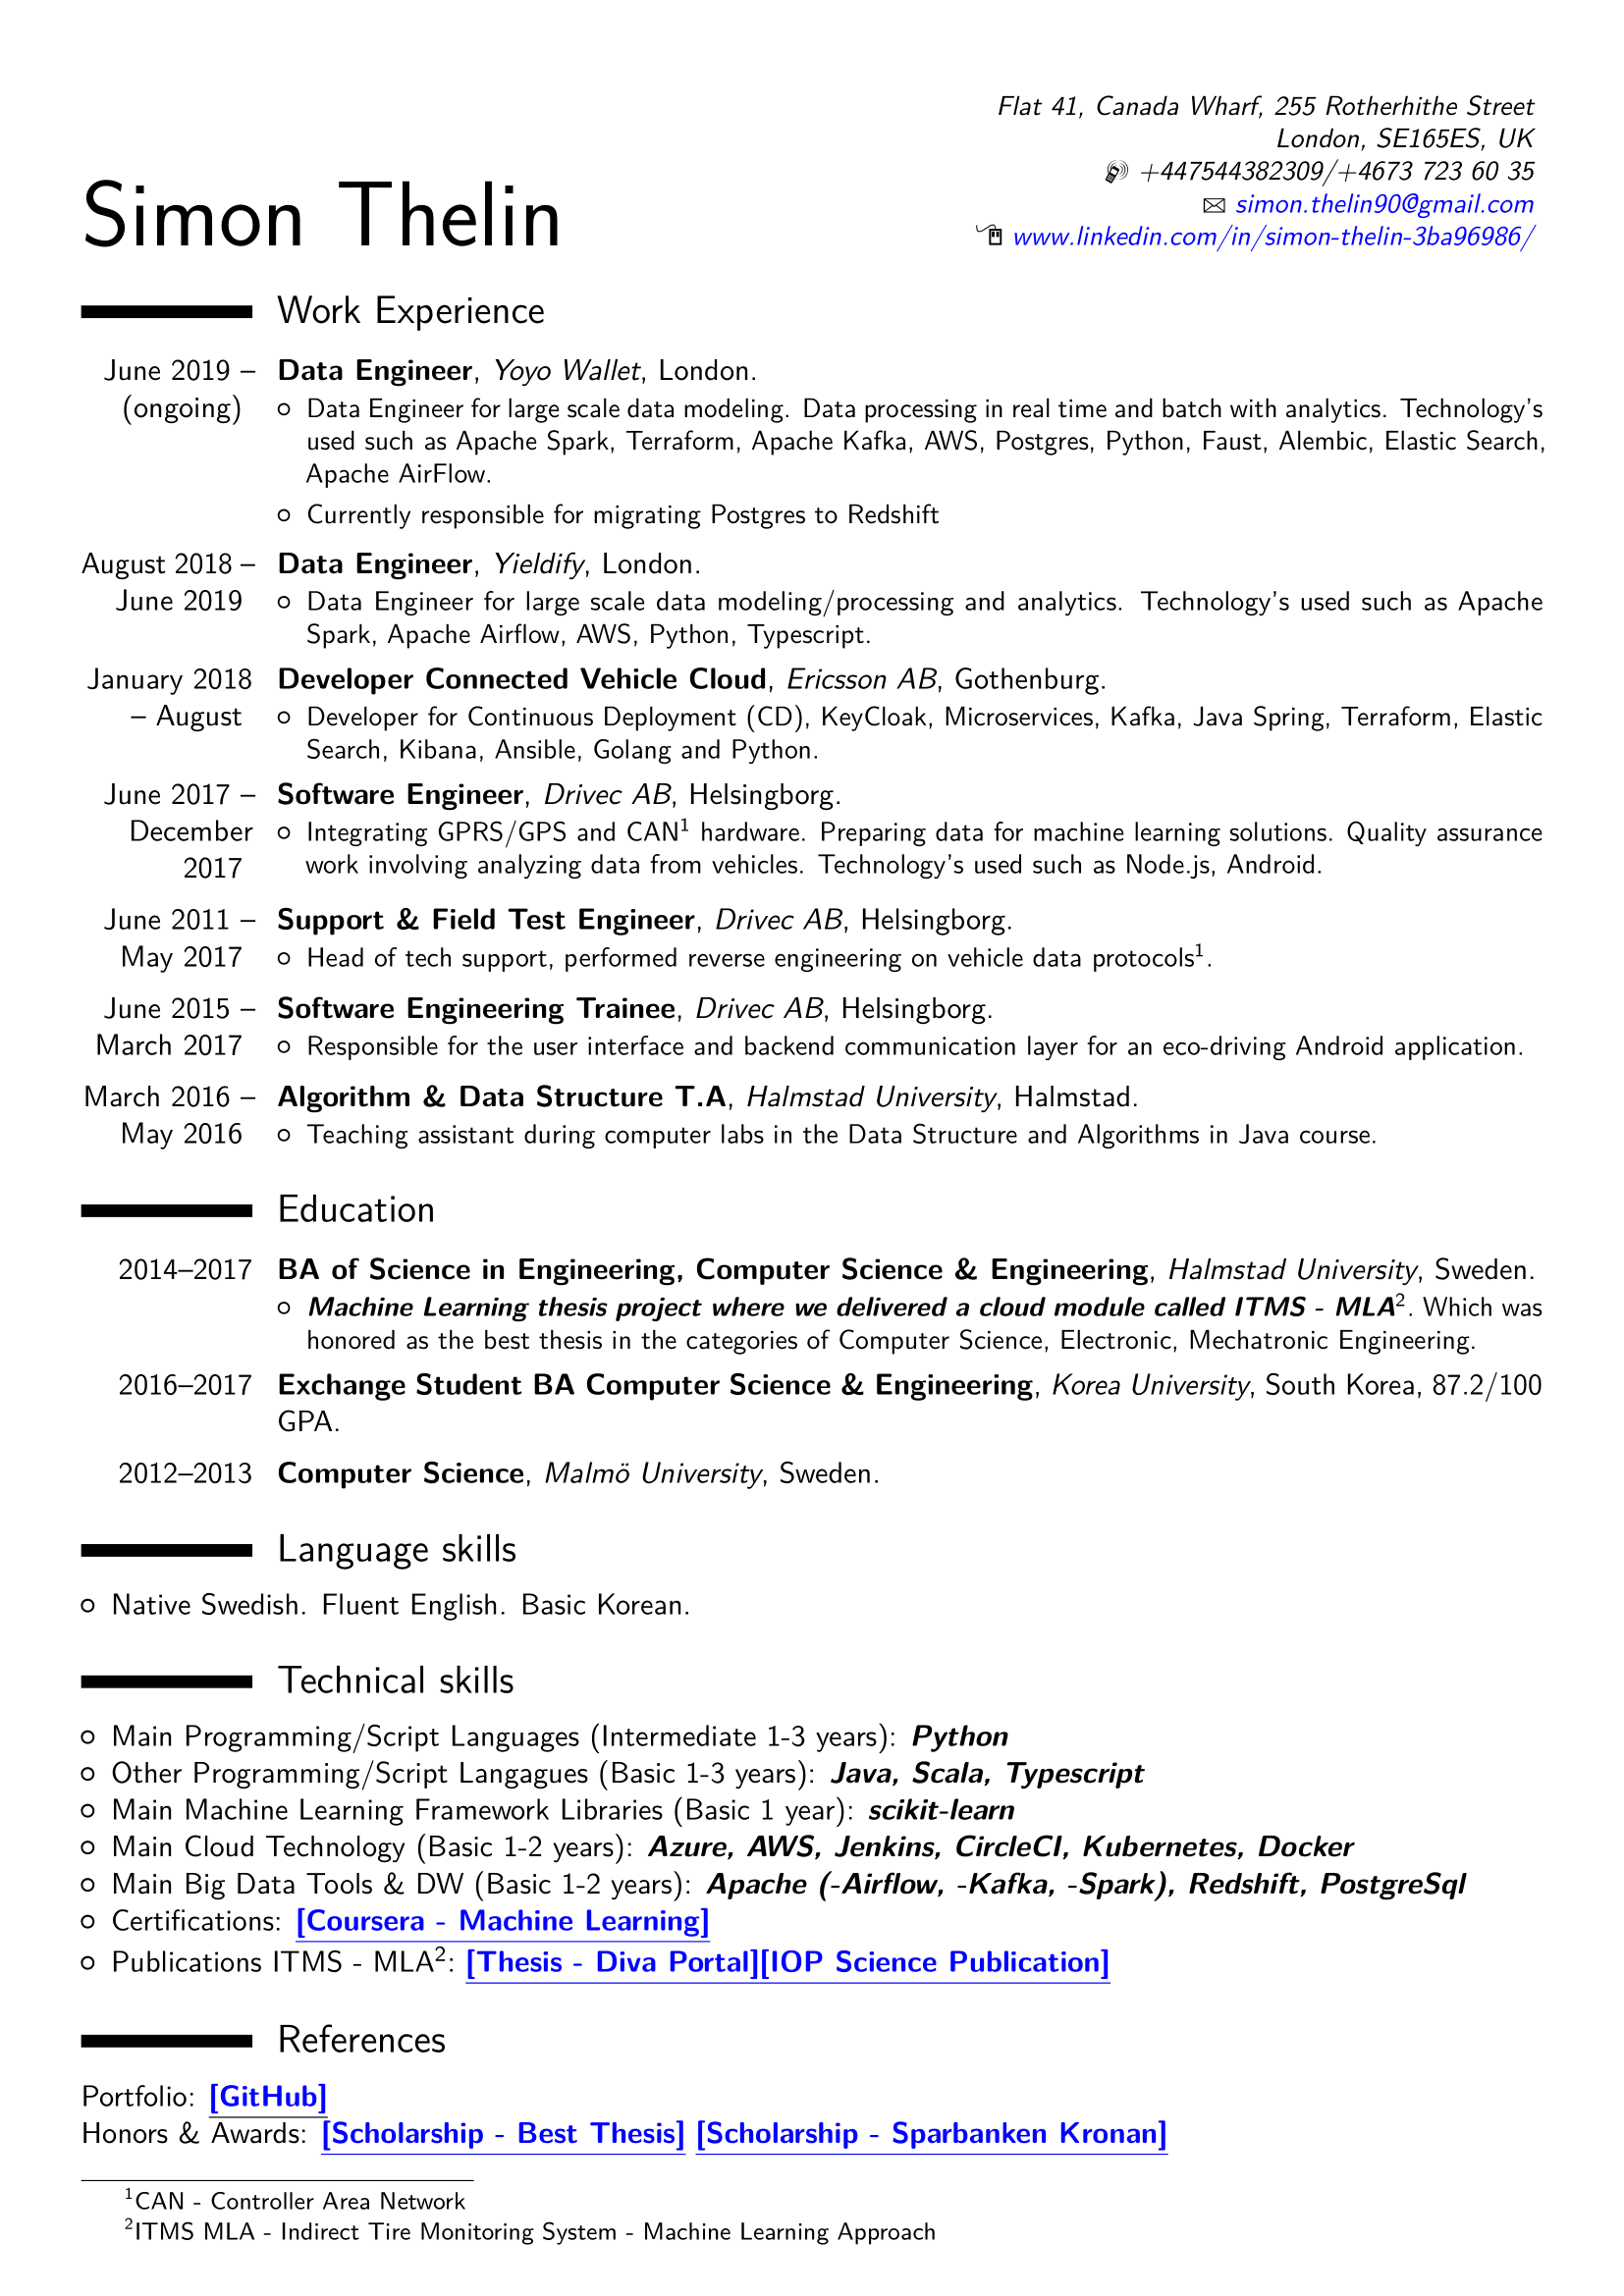 Flat 41, Canada Wharf, 255 Rotherhithe Street
London, SE165ES, UK
+447544382309/+4673 723 60 35
simon.thelin90@gmail.com
www.linkedin.com/in/simon-thelin-3ba96986/
Simon Thelin
Work Experience
June 2019 – (ongoing)
Data Engineer, Yoyo Wallet, London.
Data Engineer for large scale data modeling. Data processing in real time and batch with analytics. Technology's
used such as Apache Spark, Terraform, Apache Kafka, AWS, Postgres, Python, Faust, Alembic, Elastic Search,
Apache AirFlow.
Currently responsible for migrating Postgres to Redshift
August 2018 – June 2019
Data Engineer, Yieldify, London.
Data Engineer for large scale data modeling/processing and analytics. Technology's used such as Apache
Spark, Apache Airflow, AWS, Python, Typescript.
January 2018 – August
Developer Connected Vehicle Cloud, Ericsson AB, Gothenburg.
Developer for Continuous Deployment (CD), KeyCloak, Microservices, Kafka, Java Spring, Terraform, Elastic
Search, Kibana, Ansible, Golang and Python.
June 2017 – December 2017
Software Engineer, Drivec AB, Helsingborg.
Integrating GPRS/GPS and CAN¹ hardware. Preparing data for machine learning solutions. Quality assurance
work involving analyzing data from vehicles. Technology's used such as Node.js, Android.
June 2011 – May 2017
Support & Field Test Engineer, Drivec AB, Helsingborg.
Head of tech support, performed reverse engineering on vehicle data protocols¹.
June 2015 – March 2017
Software Engineering Trainee, Drivec AB, Helsingborg.
Responsible for the user interface and backend communication layer for an eco-driving Android application.
March 2016 – May 2016
Algorithm & Data Structure T.A, Halmstad University, Halmstad.
Teaching assistant during computer labs in the Data Structure and Algorithms in Java course.
Education
2014–2017 BA of Science in Engineering, Computer Science & Engineering, Halmstad University, Sweden.
Machine Learning thesis project where we delivered a cloud module called ITMS - MLA². Which was
honored as the best thesis in the categories of Computer Science, Electronic, Mechatronic Engineering.
2016–2017 Exchange Student BA Computer Science & Engineering, Korea University, South Korea, 87.2/100
GPA.
2012–2013 Computer Science, Malmö University, Sweden.
Language skills
Native Swedish. Fluent English. Basic Korean.
Technical skills
Main Programming/Script Languages (Intermediate 1-3 years): Python
Other Programming/Script Langagues (Basic 1-3 years): Java, Scala, Typescript
Main Machine Learning Framework Libraries (Basic 1 year): scikit-learn
Main Cloud Technology (Basic 1-2 years): Azure, AWS, Jenkins, CircleCI, Kubernetes, Docker
Main Big Data Tools & DW (Basic 1-2 years): Apache (-Airflow, -Kafka, -Spark), Redshift, PostgreSql
Certifications: [Coursera - Machine Learning]
Publications ITMS - MLA²: [Thesis - Diva Portal][IOP Science Publication]
References
Portfolio: [GitHub]
Honors & Awards: [Scholarship - Best Thesis] [Scholarship - Sparbanken Kronan]
¹CAN - Controller Area Network
²ITMS MLA - Indirect Tire Monitoring System - Machine Learning Approach